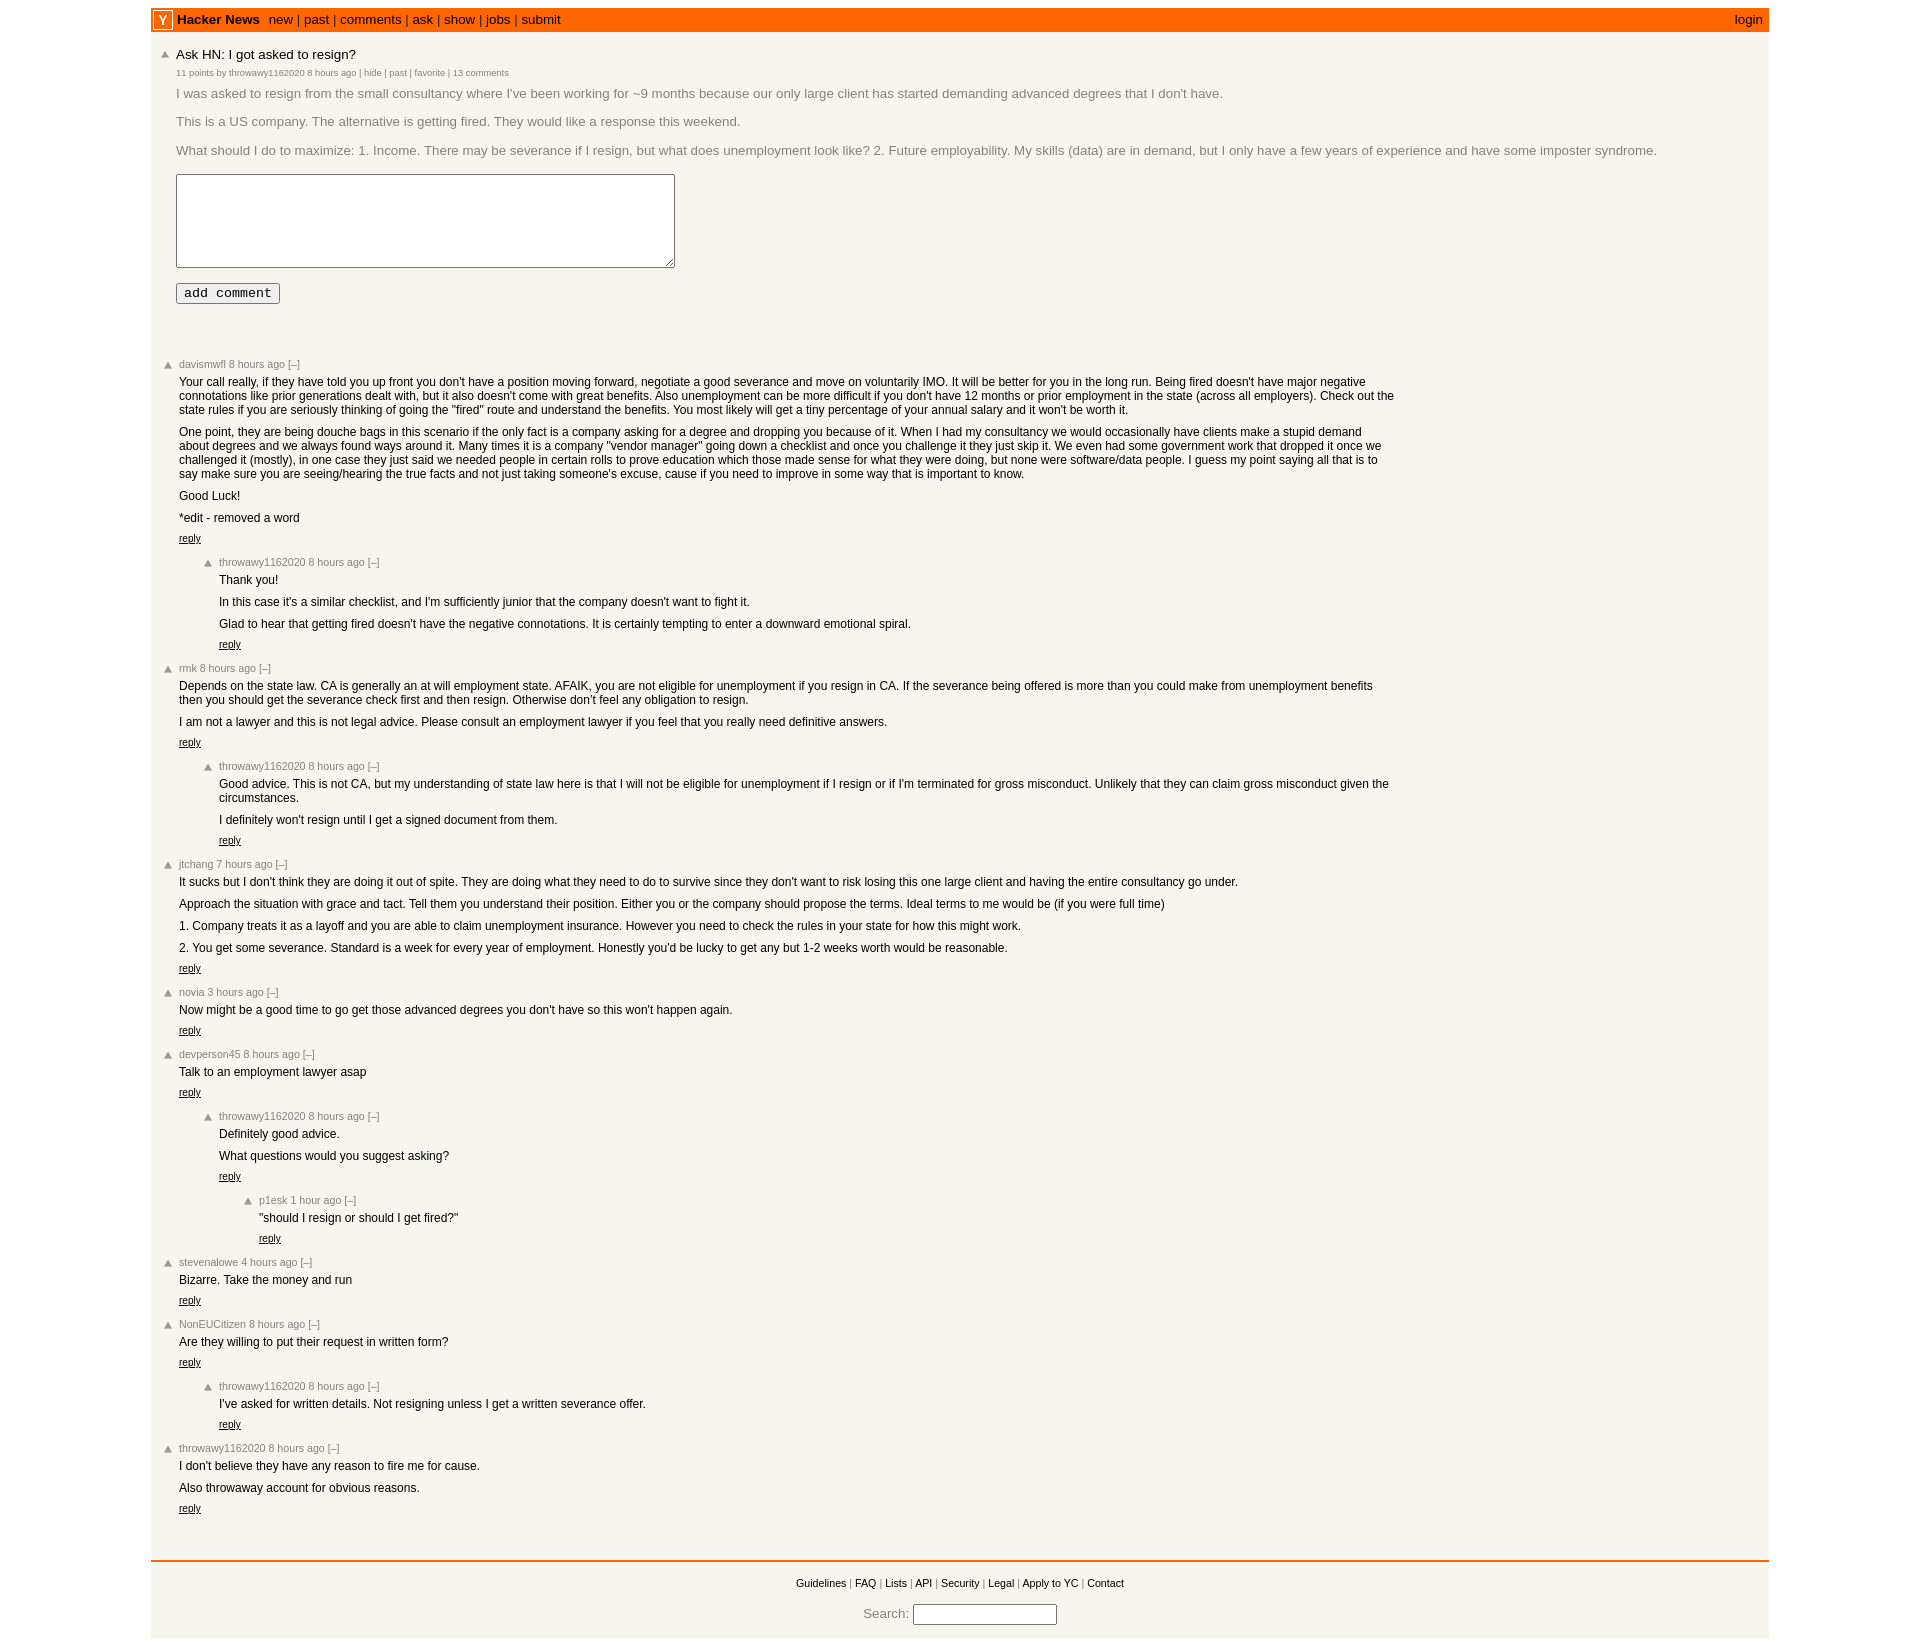 Y Hacker News new | past | comments | ask | show | jobs | submit login
Ask HN: I got asked to resign?
11 points by throwawy1162020 8 hours ago | hide | past | favorite | 13 comments
I was asked to resign from the small consultancy where I've been working for ~9 months because our only large client has started demanding advanced degrees that I don't have.
This is a US company. The alternative is getting fired. They would like a response this weekend.
What should I do to maximize: 1. Income. There may be severance if I resign, but what does unemployment look like? 2. Future employability. My skills (data) are in demand, but I only have a few years of experience and have some imposter syndrome.
add comment
davismwfl 8 hours ago [–]
Your call really, if they have told you up front you don't have a position moving forward, negotiate a good severance and move on voluntarily IMO. It will be better for you in the long run. Being fired doesn't have major negative
connotations like prior generations dealt with, but it also doesn't come with great benefits. Also unemployment can be more difficult if you don't have 12 months or prior employment in the state (across all employers). Check out the
state rules if you are seriously thinking of going the "fired" route and understand the benefits. You most likely will get a tiny percentage of your annual salary and it won't be worth it.
One point, they are being douche bags in this scenario if the only fact is a company asking for a degree and dropping you because of it. When I had my consultancy we would occasionally have clients make a stupid demand
about degrees and we always found ways around it. Many times it is a company "vendor manager" going down a checklist and once you challenge it they just skip it. We even had some government work that dropped it once we
challenged it (mostly), in one case they just said we needed people in certain rolls to prove education which those made sense for what they were doing, but none were software/data people. I guess my point saying all that is to
say make sure you are seeing/hearing the true facts and not just taking someone's excuse, cause if you need to improve in some way that is important to know.
Good Luck!
*edit - removed a word
reply
throwawy1162020 8 hours ago [–]
Thank you!
In this case it's a similar checklist, and I'm sufficiently junior that the company doesn't want to fight it.
Glad to hear that getting fired doesn't have the negative connotations. It is certainly tempting to enter a downward emotional spiral.
reply
rmk 8 hours ago [–]
Depends on the state law. CA is generally an at will employment state. AFAIK, you are not eligible for unemployment if you resign in CA. If the severance being offered is more than you could make from unemployment benefits
then you should get the severance check first and then resign. Otherwise don't feel any obligation to resign.
I am not a lawyer and this is not legal advice. Please consult an employment lawyer if you feel that you really need definitive answers.
reply
throwawy1162020 8 hours ago [–]
Good advice. This is not CA, but my understanding of state law here is that I will not be eligible for unemployment if I resign or if I'm terminated for gross misconduct. Unlikely that they can claim gross misconduct given the
circumstances.
I definitely won't resign until I get a signed document from them.
reply
jtchang 7 hours ago [–]
It sucks but I don't think they are doing it out of spite. They are doing what they need to do to survive since they don't want to risk losing this one large client and having the entire consultancy go under.
Approach the situation with grace and tact. Tell them you understand their position. Either you or the company should propose the terms. Ideal terms to me would be (if you were full time)
1. Company treats it as a layoff and you are able to claim unemployment insurance. However you need to check the rules in your state for how this might work.
2. You get some severance. Standard is a week for every year of employment. Honestly you'd be lucky to get any but 1-2 weeks worth would be reasonable.
reply
novia 3 hours ago [–]
Now might be a good time to go get those advanced degrees you don't have so this won't happen again.
reply
devperson45 8 hours ago [–]
Talk to an employment lawyer asap
reply
throwawy1162020 8 hours ago [–]
Definitely good advice.
What questions would you suggest asking?
reply
p1esk 1 hour ago [–]
"should I resign or should I get fired?"
reply
stevenalowe 4 hours ago [–]
Bizarre. Take the money and run
reply
NonEUCitizen 8 hours ago [–]
Are they willing to put their request in written form?
reply
throwawy1162020 8 hours ago [–]
I've asked for written details. Not resigning unless I get a written severance offer.
reply
throwawy1162020 8 hours ago [–]
I don't believe they have any reason to fire me for cause.
Also throwaway account for obvious reasons.
reply
Guidelines | FAQ | Lists | API | Security | Legal | Apply to YC | Contact
Search: